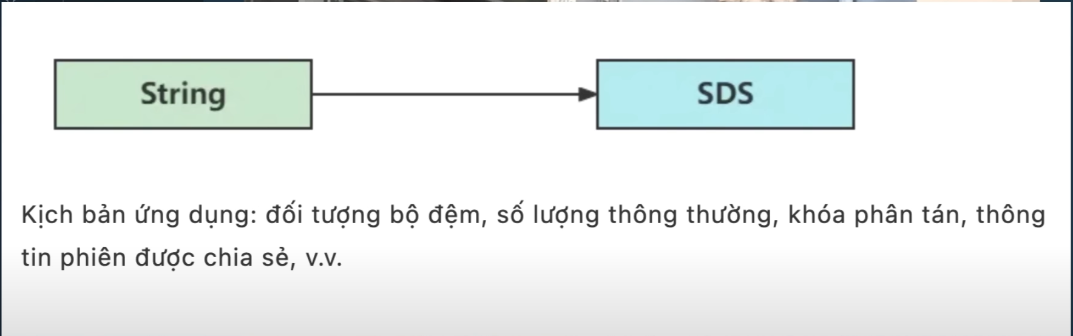 String
SDS
Kịch bản ứng dụng: đối tượng bộ đệm, số lượng thông thường, khóa phân tán, thông
tin phiên được chia sẻ, v.v.